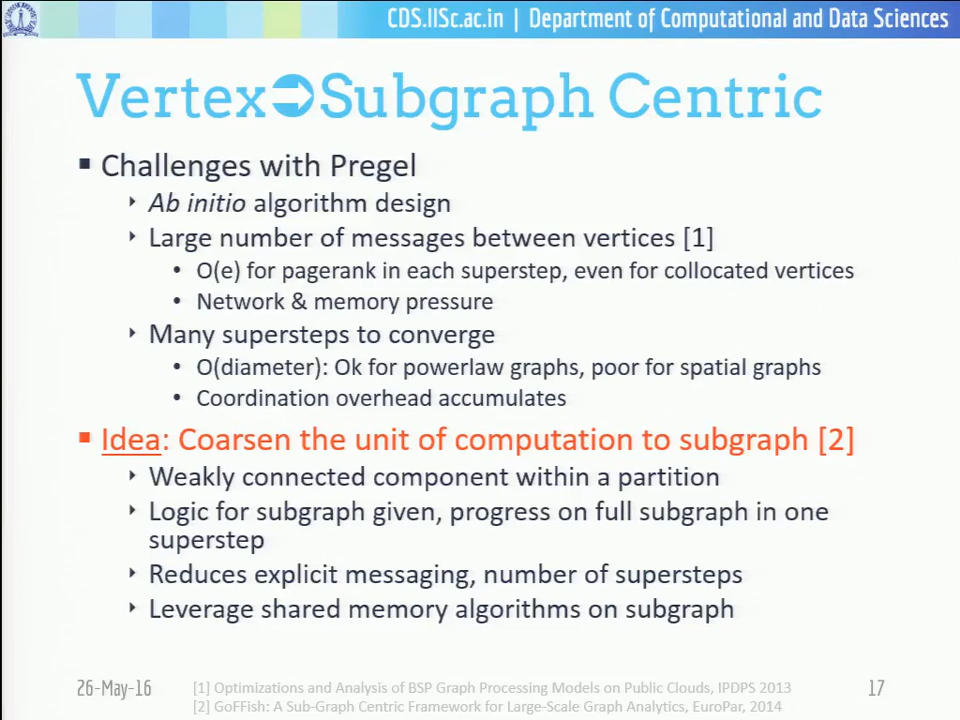 CDS.IISc.ac.in | Department of Computational and Data Sciences
Vertex➲Subgraph Centric
▪ Challenges with Pregel
‣ Ab initio algorithm design
‣ Large number of messages between vertices [1]
• O(e) for pagerank in each superstep, even for collocated vertices
• Network & memory pressure
‣ Many supersteps to converge
• O(diameter): Ok for powerlaw graphs, poor for spatial graphs
• Coordination overhead accumulates
▪ Idea: Coarsen the unit of computation to subgraph [2]
‣ Weakly connected component within a partition
‣ Logic for subgraph given, progress on full subgraph in one
superstep
‣ Reduces explicit messaging, number of supersteps
‣ Leverage shared memory algorithms on subgraph
26-May-16
[1] Optimizations and Analysis of BSP Graph Processing Models on Public Clouds, IPDPS 2013
[2] GoFFish: A Sub-Graph Centric Framework for Large-Scale Graph Analytics, EuroPar, 2014
17